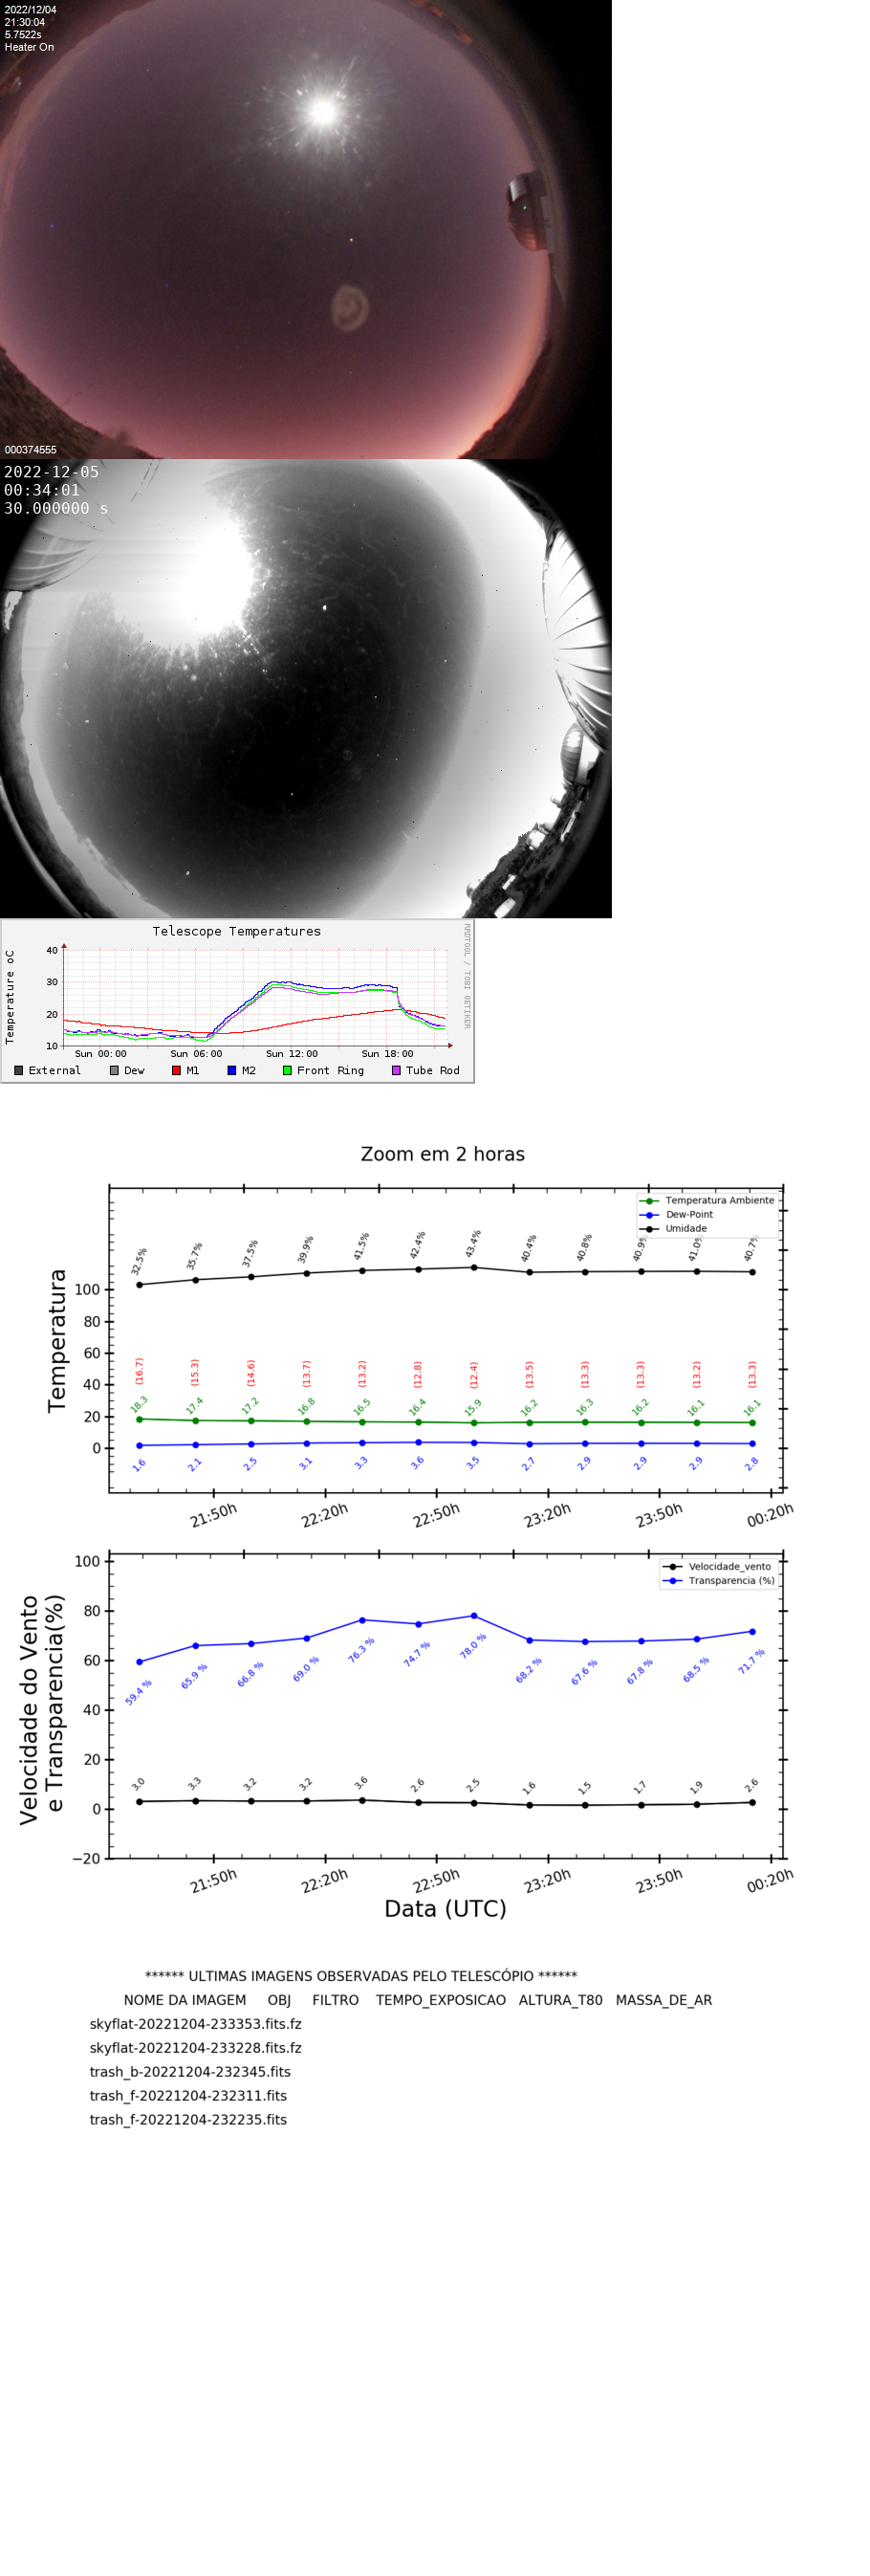 2022/12/04
21:30:04
5.7522s
Heater On
000374555
2022-12-05
00:34:01
30.000000 s
Telescope Temperatures
RRDTOOL / TOBI OETIKER
Temperature oC
40
30
20
10
Sun 00:00 Sun 06:00 Sun 12:00 Sun 18:00
External Dew M1 M2 Front Ring Tube Rod
Zoom em 2 horas
Temperatura Ambiente
Dew-Point
Umidade
Temperatura
100
80
60
40
20
0
32.5% 35.7% 37.5% 39.9% 41.5% 42.4% 43.4% 40.4% 40.8% 40.9% 41.0% 40.7%
(16.7) (15.3) (14.6) (13.7) (13.2) (12.8) (12.4) (13.5) (13.3) (13.3) (13.2) (13.3)
18.3 17.4 17.2 16.8 16.5 16.4 15.9 16.2 16.3 16.2 16.1 16.1
1.6 2.1 2.5 3.1 3.3 3.6 3.5 2.7 2.9 2.9 2.9 2.8
21:50h 22:20h 22:50h 23:20h 23:50h 00:20h
Velocidade_vento
Transparencia (%)
Velocidade do Vento
e Transparencia(%)
100
80
60
40
20
0
−20
59.4 % 65.9 % 66.8 % 69.0 % 76.3 % 74.7 % 78.0 % 68.2 % 67.6 % 67.8 % 68.5 % 71.7 %
3.0 3.3 3.2 3.2 3.6 2.6 2.5 1.6 1.5 1.7 1.9 2.6
21:50h 22:20h 22:50h 23:20h 23:50h 00:20h
Data (UTC)
****** ULTIMAS IMAGENS OBSERVADAS PELO TELESCÓPIO ******
NOME DA IMAGEM OBJ FILTRO TEMPO_EXPOSICAO ALTURA_T80 MASSA_DE_AR
skyflat-20221204-233353.fits.fz
skyflat-20221204-233228.fits.fz
trash_b-20221204-232345.fits
trash_f-20221204-232311.fits
trash_f-20221204-232235.fits